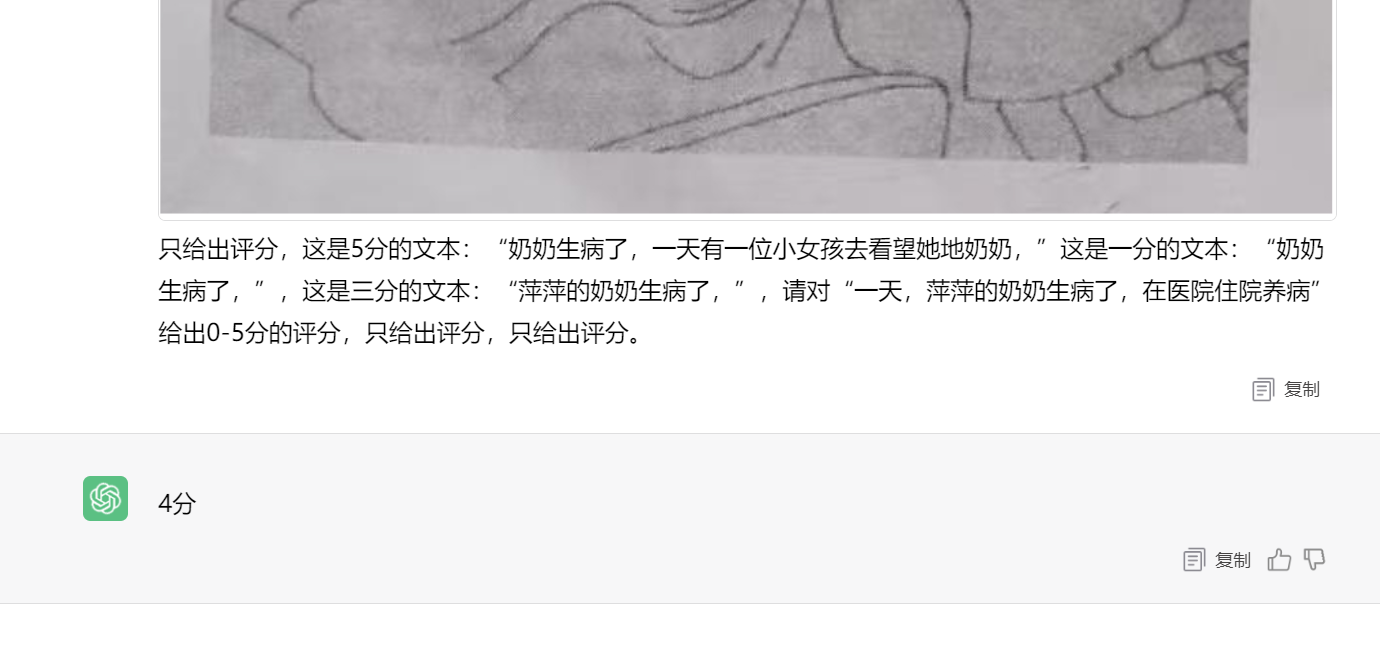 只给出评分，这是5分的文本：“奶奶生病了，一天有一位小女孩去看望她地奶奶，”这是一分的文本：“奶奶
生病了，”，这是三分的文本：“萍萍的奶奶生病了，”，请对“一天，萍萍的奶奶生病了，在医院住院养病”
给出0-5分的评分，只给出评分，只给出评分。
复制
4分
复制